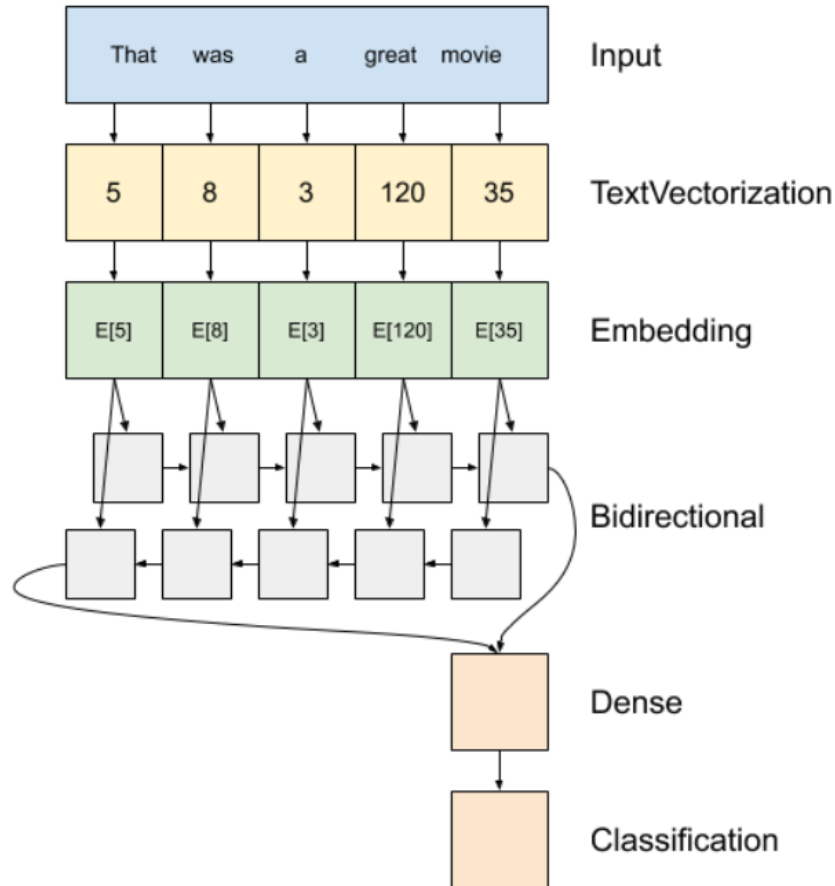 That was a great movie Input
5 8 3 120 35 TextVectorization
E[5] E[8] E[3] E[120] E[35] Embedding
Bidirectional
Dense
Classification